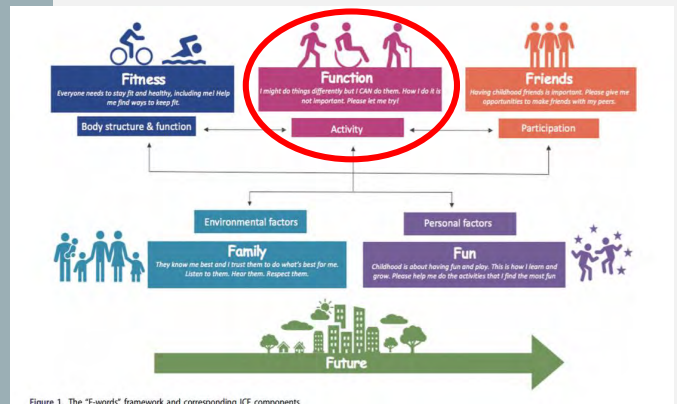 Fitness
Everyone needs to stay fit and healthy, including me! Help
me find ways to keep fit.
Body structure & function
Function
I might do things differently but I CAN do them. How I do it is
not important. Please let me try!
Activity
Friends
Having childhood friends is important. Please give me
opportunities to make friends with my peers.
Participation
Environmental factors
Family
They know me best and I trust them to do what's best for me.
Listen to them. Hear them. Respect them.
Personal factors
Fun
Childhood is about having fun and play. This is how I learn and
grow. Please help me do the activities that I find the most fun
Future
Figure 1. The "F-words" framework and corresponding ICF components.